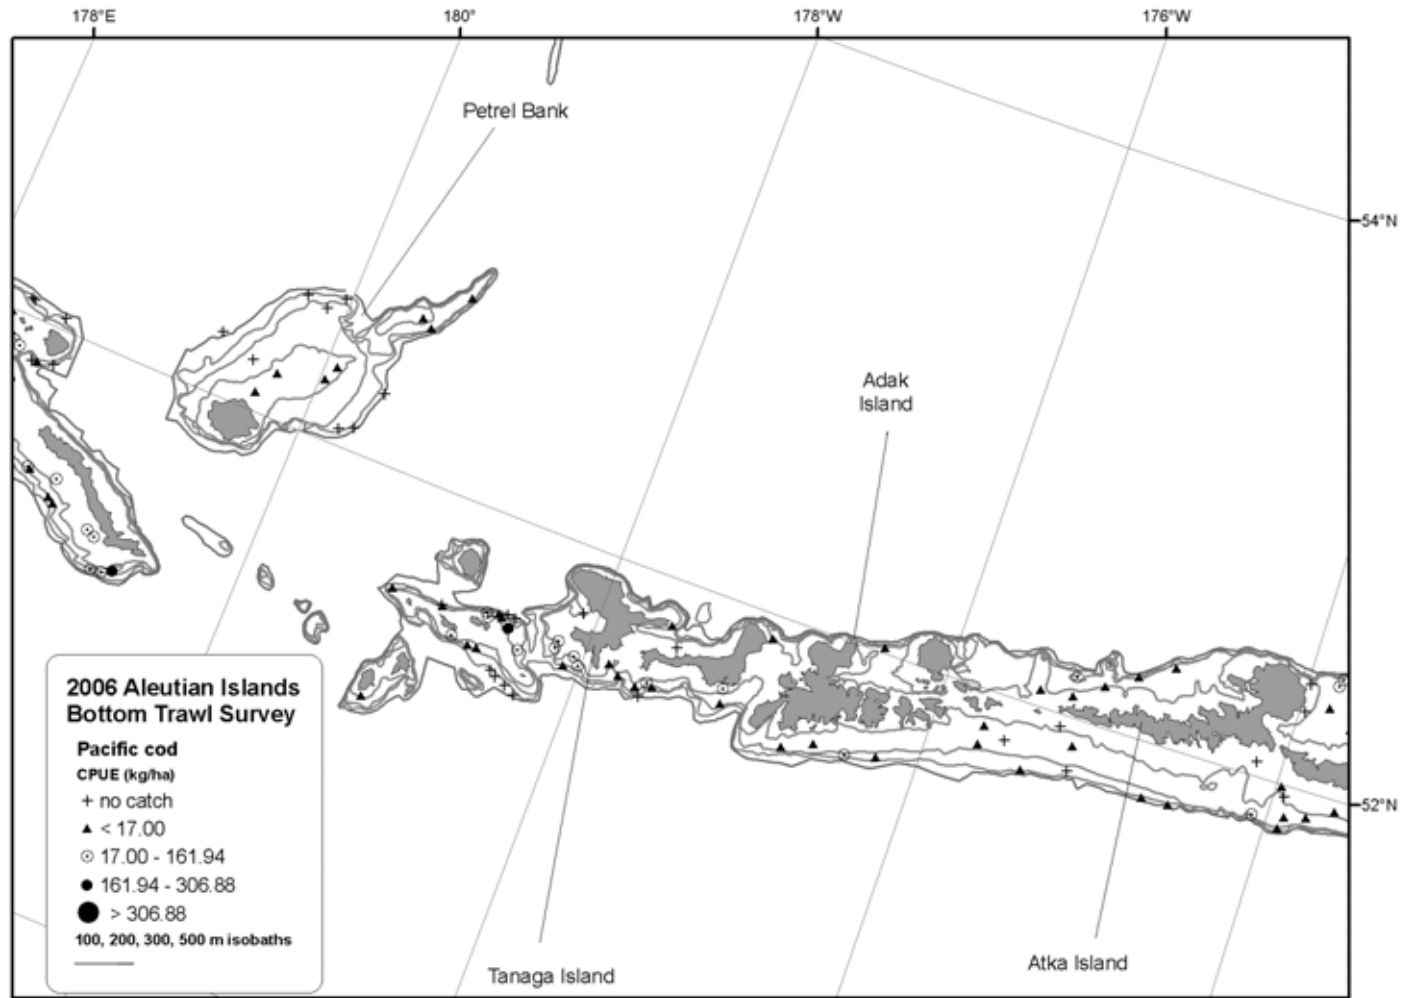 178°E
180°
178°W
176°W
Petrel Bank
54°N
Adak
Island
2006 Aleutian Islands
Bottom Trawl Survey
Pacific cod
CPUE (kg/ha)
+ no catch
▲ < 17.00
⊙ 17.00 - 161.94
● 161.94 - 306.88
● > 306.88
100, 200, 300, 500 m isobaths
52°N
Atka Island
Tanaga Island